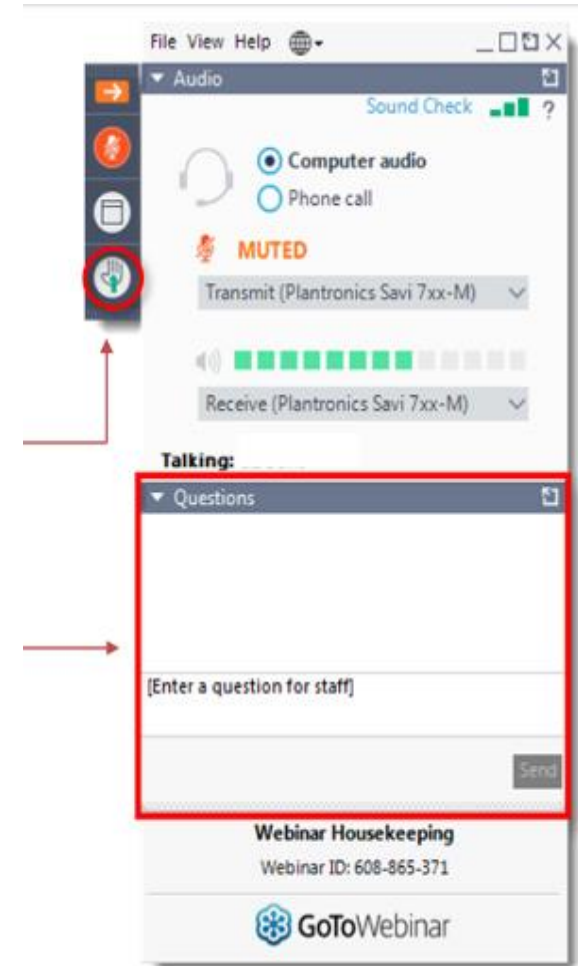 File View Help
Audio
Sound Check ?
Computer audio
Phone call
MUTED
Transmit (Plantronics Savi 7xx-M)
Receive (Plantronics Savi 7xx-M)
Talking:
Questions
[Enter a question for staff]
Send
Webinar Housekeeping
Webinar ID: 608-865-371
GoToWebinar